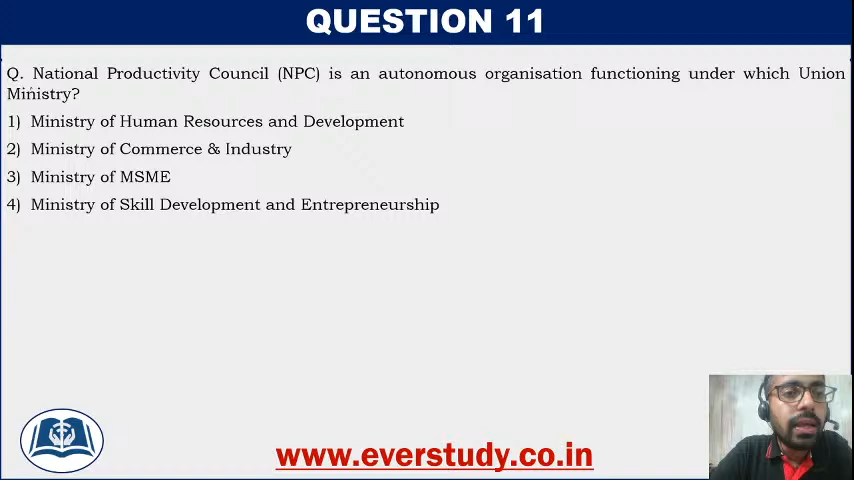 QUESTION 11
Q. National Productivity Council (NPC) is an autonomous organisation functioning under which Union
Ministry?
1) Ministry of Human Resources and Development
2) Ministry of Commerce & Industry
3) Ministry of MSME
4) Ministry of Skill Development and Entrepreneurship
www.everstudy.co.in